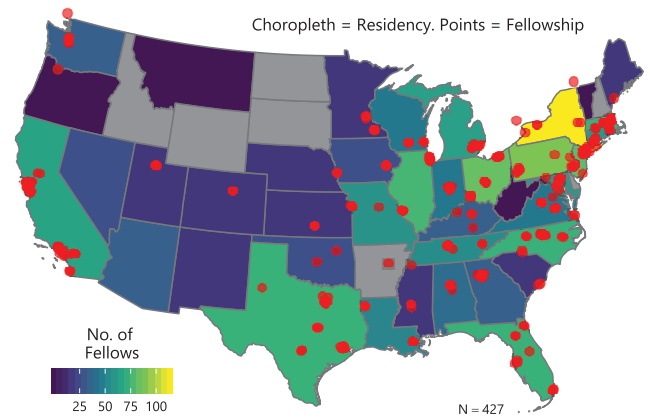 Choropleth = Residency. Points = Fellowship
No. of
Fellows
25 50 75 100
N = 427